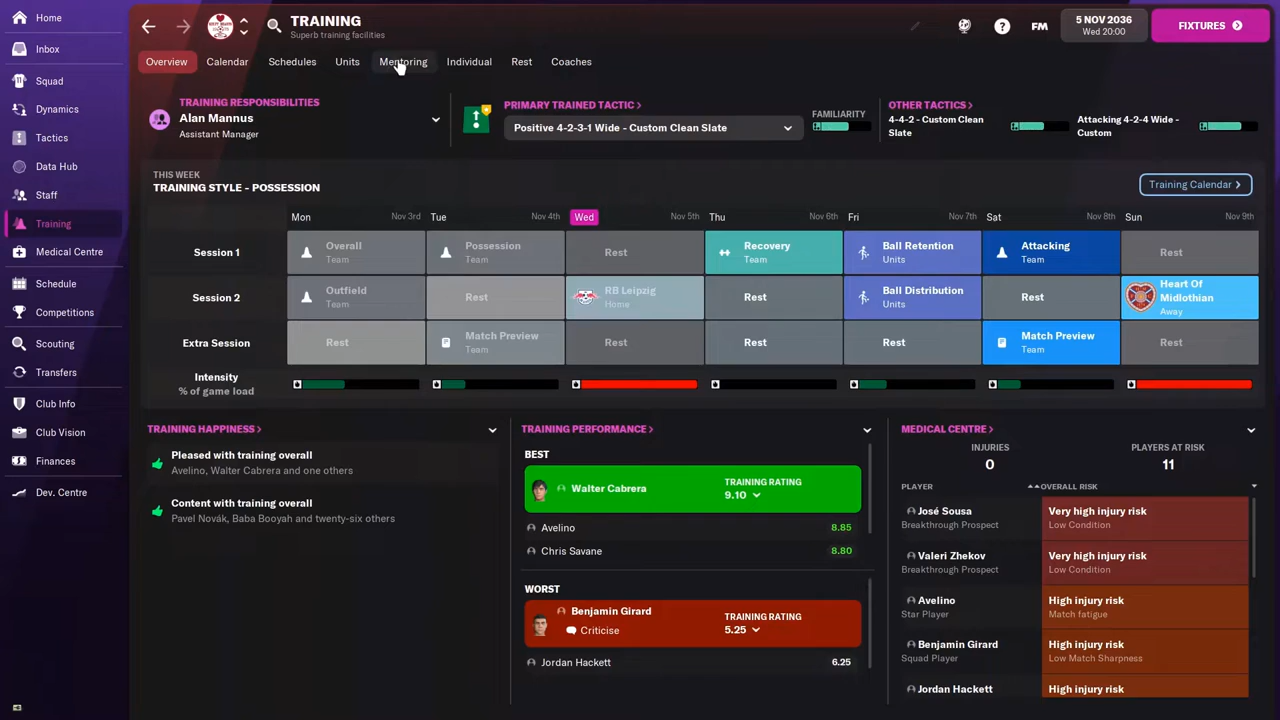 Home
Inbox
Squad
Dynamics
Tactics
Data Hub
Staff
Training
Medical Centre
Schedule
Competitions
Scouting
Transfers
Club Info
Club Vision
Finances
Dev. Centre
TRAINING
Superb training facilities
FM
5 NOV 2036
Wed 20:00
FIXTURES
Overview
Calendar
Schedules
Units
Mentoring
Individual
Rest
Coaches
TRAINING RESPONSIBILITIES
Alan Mannus
Assistant Manager
PRIMARY TRAINED TACTIC
Positive 4-2-3-1 Wide - Custom Clean Slate
FAMILIARITY
OTHER TACTICS
4-4-2 - Custom Clean
Slate
Attacking 4-2-4 Wide -
Custom
THIS WEEK
TRAINING STYLE - POSSESSION
Training Calendar
Mon Nov 3rd Tue Nov 4th Wed Nov 5th Thu Nov 6th Fri Nov 7th Sat Nov 8th Sun Nov 9th
Session 1
Overall
Team
Possession
Team
Rest
Recovery
Team
Ball Retention
Units
Attacking
Team
Rest
Session 2
Outfield
Team
Rest
RB Leipzig
Home
Rest
Ball Distribution
Units
Rest
Heart Of
Midlothian
Away
Extra Session
Rest
Match Preview
Team
Rest
Rest
Rest
Match Preview
Team
Rest
Intensity
% of game load
TRAINING HAPPINESS
Pleased with training overall
Avelino, Walter Cabrera and one others
Content with training overall
Pavel Novák, Baba Booyah and twenty-six others
TRAINING PERFORMANCE
BEST
Walter Cabrera
TRAINING RATING
9.10
Avelino 8.85
Chris Savane 8.80
WORST
Benjamin Girard
Criticise
TRAINING RATING
5.25
Jordan Hackett 6.25
MEDICAL CENTRE
INJURIES
0
PLAYERS AT RISK
11
PLAYER OVERALL RISK
José Sousa
Breakthrough Prospect
Very high injury risk
Low Condition
Valeri Zhekov
Breakthrough Prospect
Very high injury risk
Low Condition
Avelino
Star Player
High injury risk
Match fatigue
Benjamin Girard
Squad Player
High injury risk
Low Match Sharpness
Jordan Hackett
High injury risk